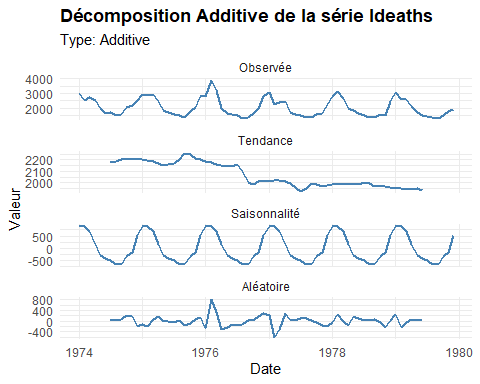 Décomposition Additive de la série ldeaths
Type: Additive
Observée
4000
3000
2000
Tendance
2200
2100
2000
Valeur
Saisonnalité
500
0
-500
Aléatoire
800
400
0
-400
1974 1976 1978 1980
Date